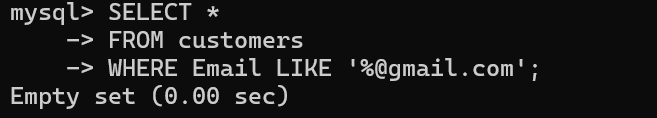 mysql> SELECT *
    -> FROM customers
    -> WHERE Email LIKE '%@gmail.com';
Empty set (0.00 sec)